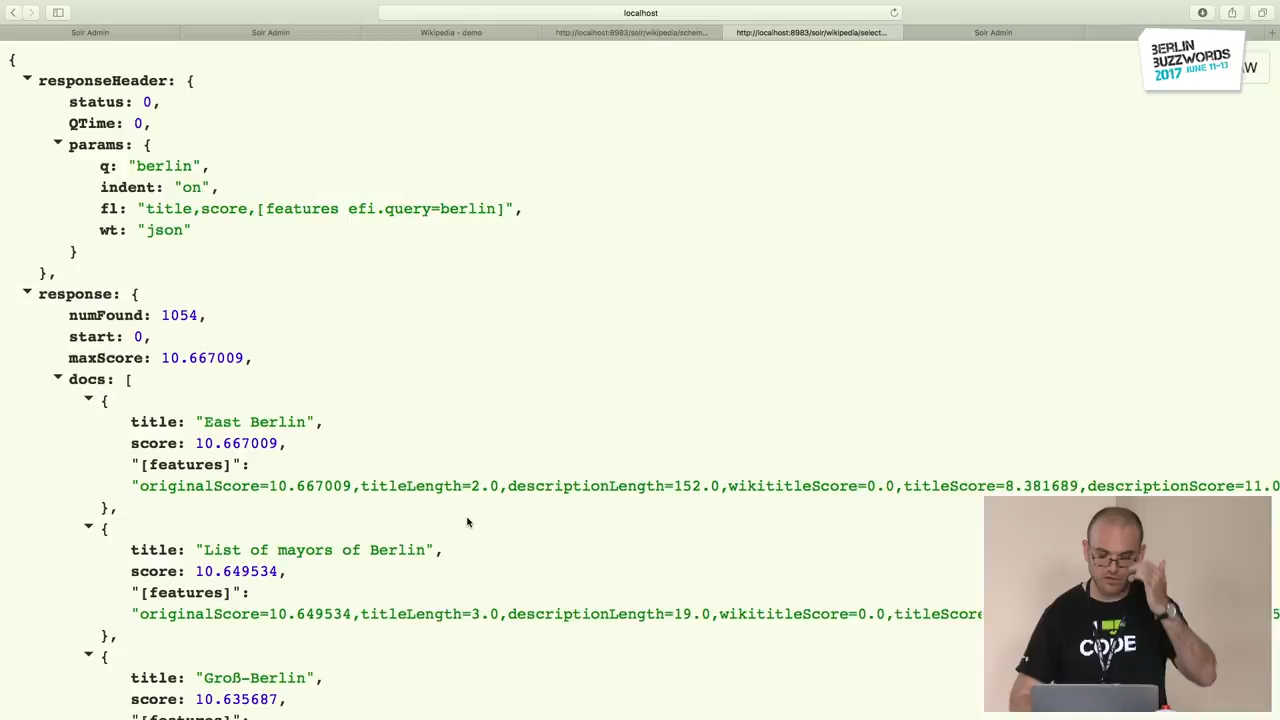 localhost
Solr Admin
Solr Admin
Wikipedia - demo
http://localhost:8983/solr/wikipedia/schem...
http://localhost:8983/solr/wikipedia/select...
Solr Admin
BERLIN
BUZZWORDS
2017 JUNE 11-13
AW
{
responseHeader: {
status: 0,
QTime: 0,
params: {
q: "berlin",
indent: "on",
fl: "title,score,[features efi.query=berlin]",
wt: "json"
}
},
response: {
numFound: 1054,
start: 0,
maxScore: 10.667009,
docs: [
{
title: "East Berlin",
score: 10.667009,
"[features]":
"originalScore=10.667009,titleLength=2.0,descriptionLength=152.0,wikititleScore=0.0,titleScore=8.381689,descriptionScore=11.0
},
{
title: "List of mayors of Berlin",
score: 10.649534,
"[features]":
"originalScore=10.649534,titleLength=3.0,descriptionLength=19.0,wikititleScore=0.0,titleScore
5
},
{
title: "Groß-Berlin",
score: 10.635687,
"[features]":
CODE